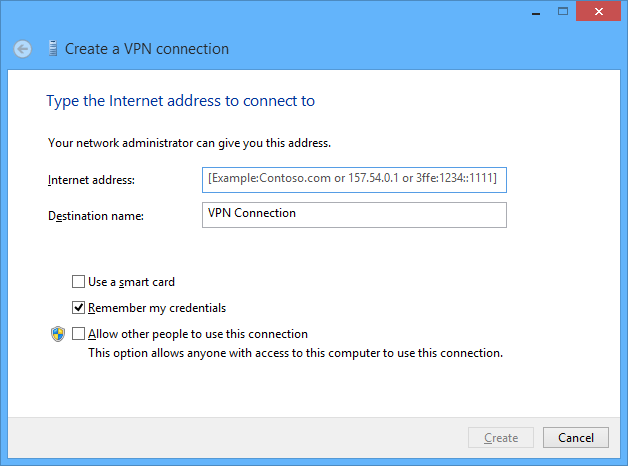 Create a VPN connection
Type the Internet address to connect to
Your network administrator can give you this address.
Internet address: [Example:Contoso.com or 157.54.0.1 or 3ffe:1234::1111]
Destination name: VPN Connection
Use a smart card
Remember my credentials
Allow other people to use this connection
This option allows anyone with access to this computer to use this connection.
Create Cancel